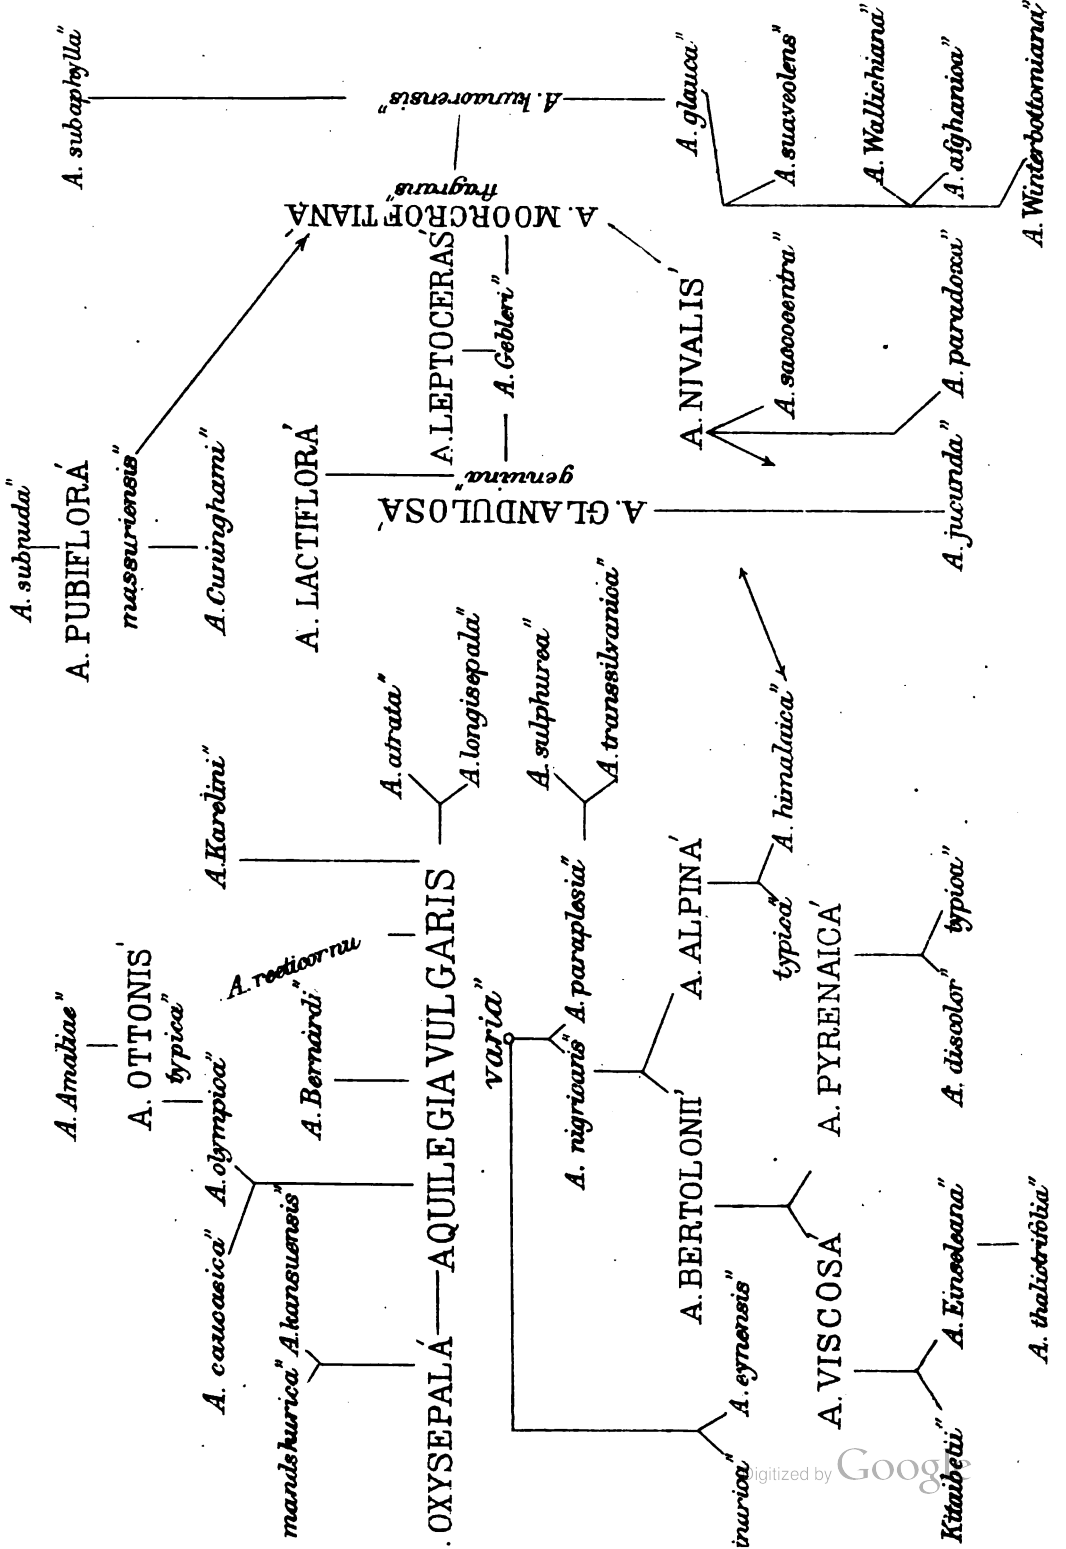 A. Amaliae"
A. OTTONIS'
typica"
A. subnuda"
A. PUBIFLORA'
massuriensis"
A. Cuninghami"
A. subaphylla"
A. caucasica"
A. olympica"
A. recticornu
A. Karelini"
mandshurica"
A. kansuensis"
A. Bernardi"
A. LACTIFLORA'
A. atrata"
A. longisepala"
. OXYSEPALA'
AQUILEGIA VULGARIS
varia"
A. GLANDULOSA'
genuina"
A. LEPTOCERAS'
A. Gebleri"
A. MOORCROFTIANA'
fragrans"
A. kunaorensis"
A. nigricans"
A. paraplesia"
A. sulphurea"
A. transsilvanica"
A. BERTOLONII'
A. ALPINA'
A. NIVALIS'
A. glauca"
A. eynensis"
typica"
A. himalaica"
A. saccocentra"
A. suaveolens"
A. VISCOSA
A. PYRENAICA'
A. Wallichiana"
Kitaibelii"
A. Einseleana"
A. discolor"
typica"
A. jucunda"
A. paradoxa"
A. afghanica"
A. thalictrifolia"
A. Winterbottomiana"
Digitized by Google